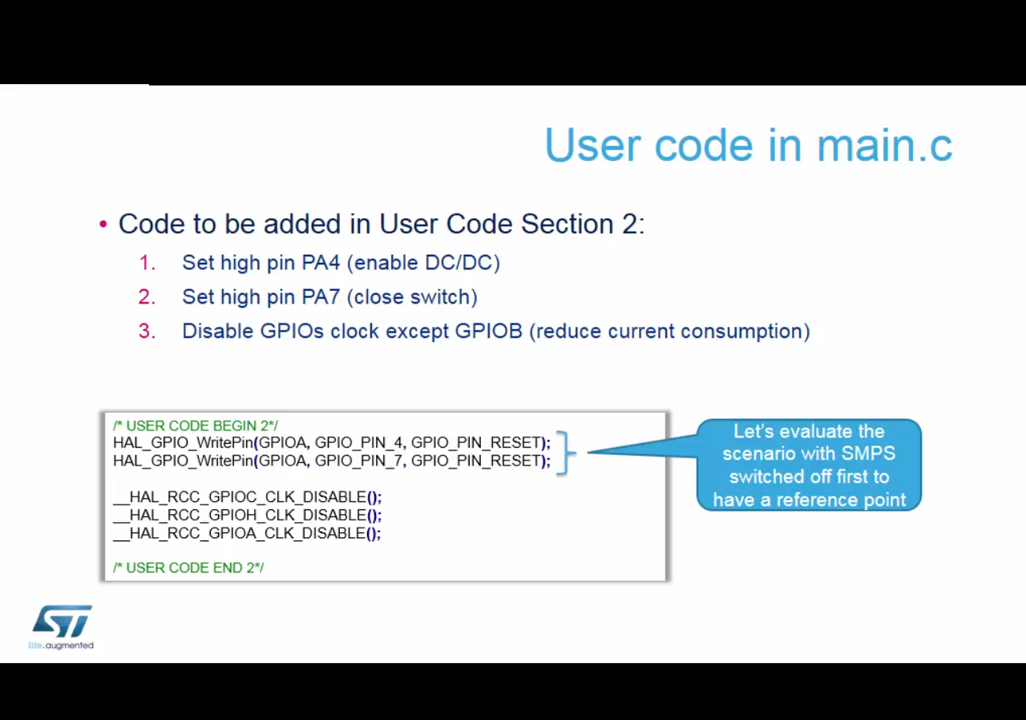 User code in main.c
• Code to be added in User Code Section 2:
1. Set high pin PA4 (enable DC/DC)
2. Set high pin PA7 (close switch)
3. Disable GPIOs clock except GPIOB (reduce current consumption)
/* USER CODE BEGIN 2*/
HAL_GPIO_WritePin(GPIOA, GPIO_PIN_4, GPIO_PIN_RESET);
HAL_GPIO_WritePin(GPIOA, GPIO_PIN_7, GPIO_PIN_RESET);
__HAL_RCC_GPIOC_CLK_DISABLE();
__HAL_RCC_GPIOH_CLK_DISABLE();
__HAL_RCC_GPIOA_CLK_DISABLE();
/* USER CODE END 2*/
Let's evaluate the
scenario with SMPS
switched off first to
have a reference point
ST
life.augmented